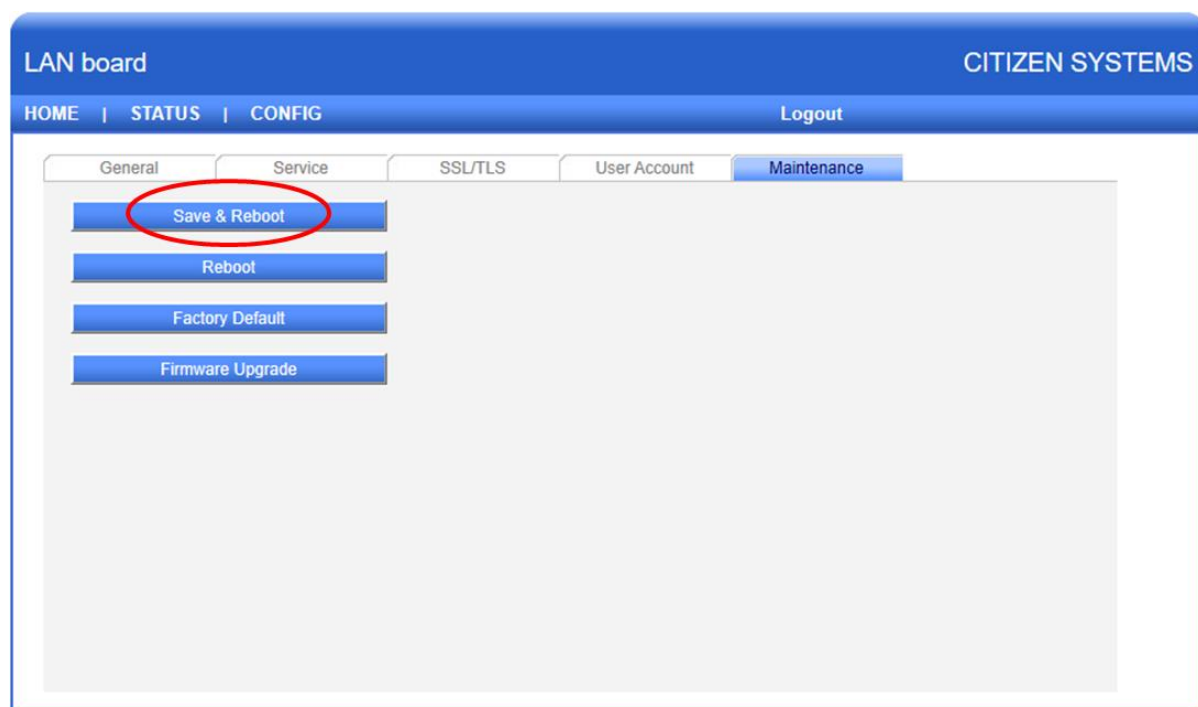 LAN board CITIZEN SYSTEMS
HOME | STATUS | CONFIG Logout
General Service SSL/TLS User Account Maintenance
Save & Reboot
Reboot
Factory Default
Firmware Upgrade